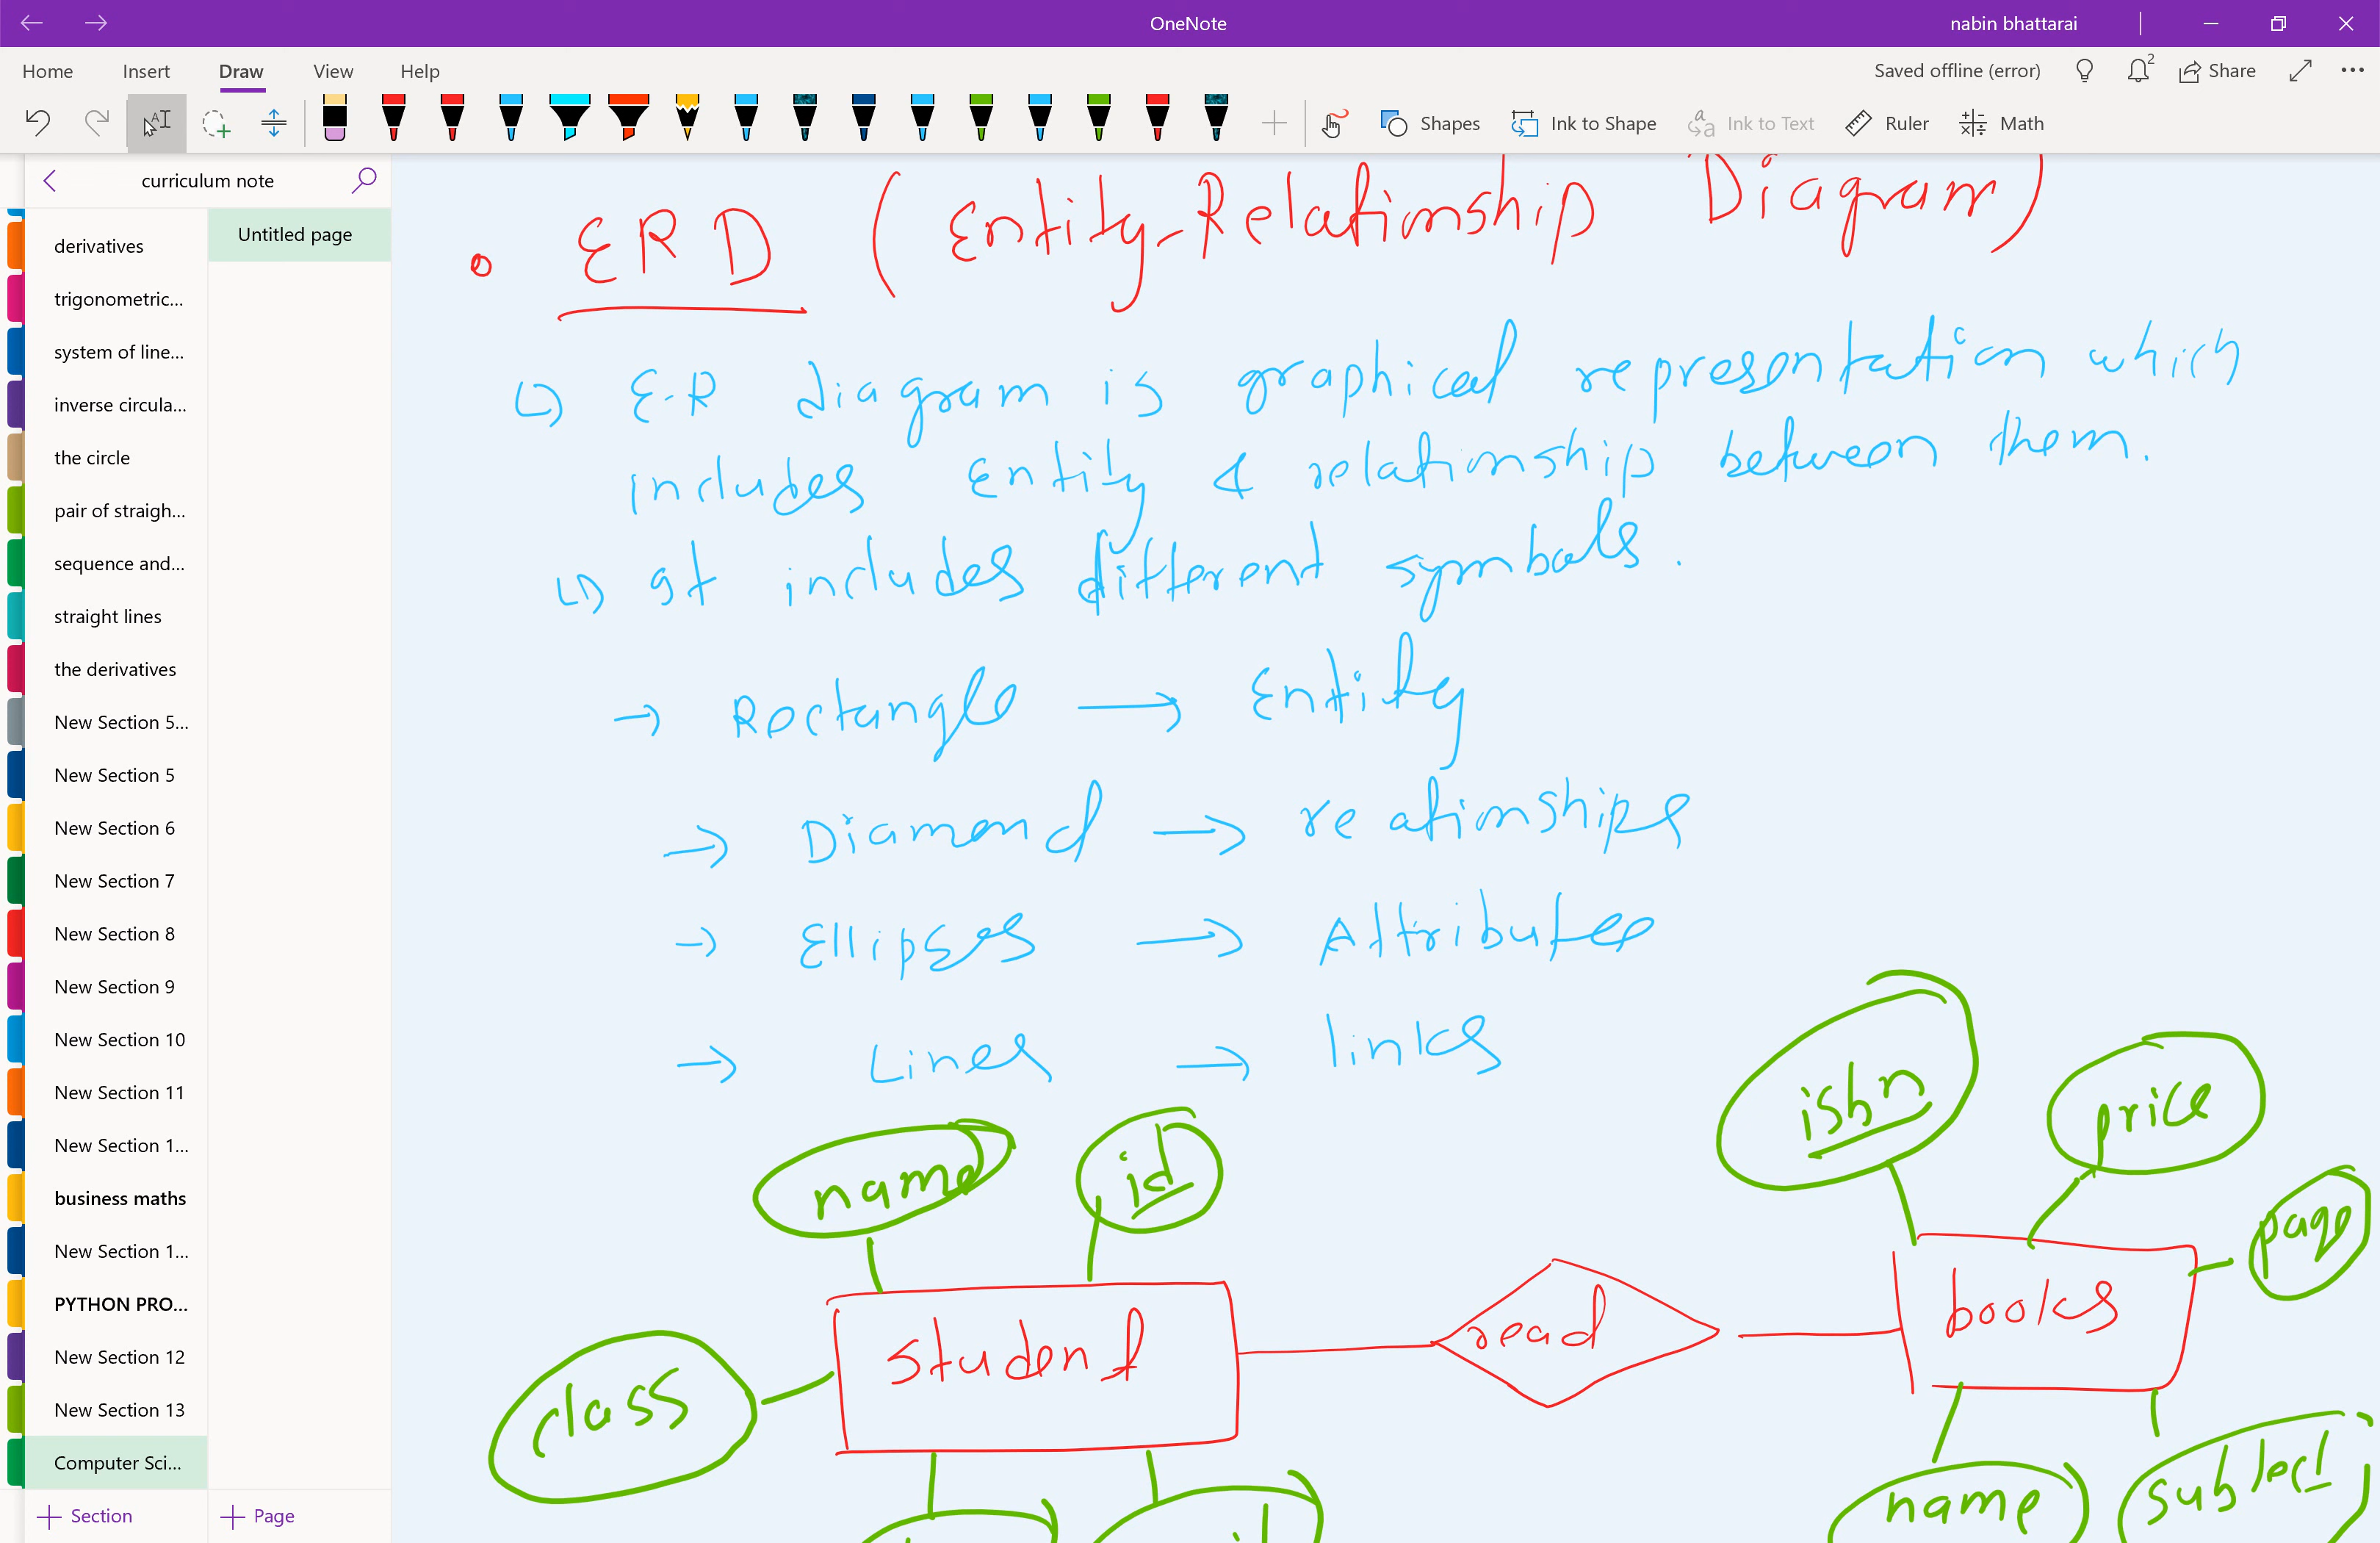 OneNote
nabin bhattarai
Home Insert Draw View Help
Saved offline (error)
2
Share
Shapes
Ink to Shape
Ink to Text
Ruler
Math
curriculum note
Untitled page
derivatives
trigonometric...
system of line...
inverse circula...
the circle
pair of straigh...
sequence and...
straight lines
the derivatives
New Section 5...
New Section 5
New Section 6
New Section 7
New Section 8
New Section 9
New Section 10
New Section 11
New Section 1...
business maths
New Section 1...
PYTHON PRO...
New Section 12
New Section 13
Computer Sci...
+ Section
+ Page
• ERD (Entity-Relationship Diagram)
↳ E-R diagram is graphical representation which
includes Entity & relationship between them.
↳ It includes different symbols.
→ Rectangle → Entity
→ Diamond → re ationships
→ Ellipses → Attributes
→ Lines → links
name id isbn price
page
student read books
class
name subject